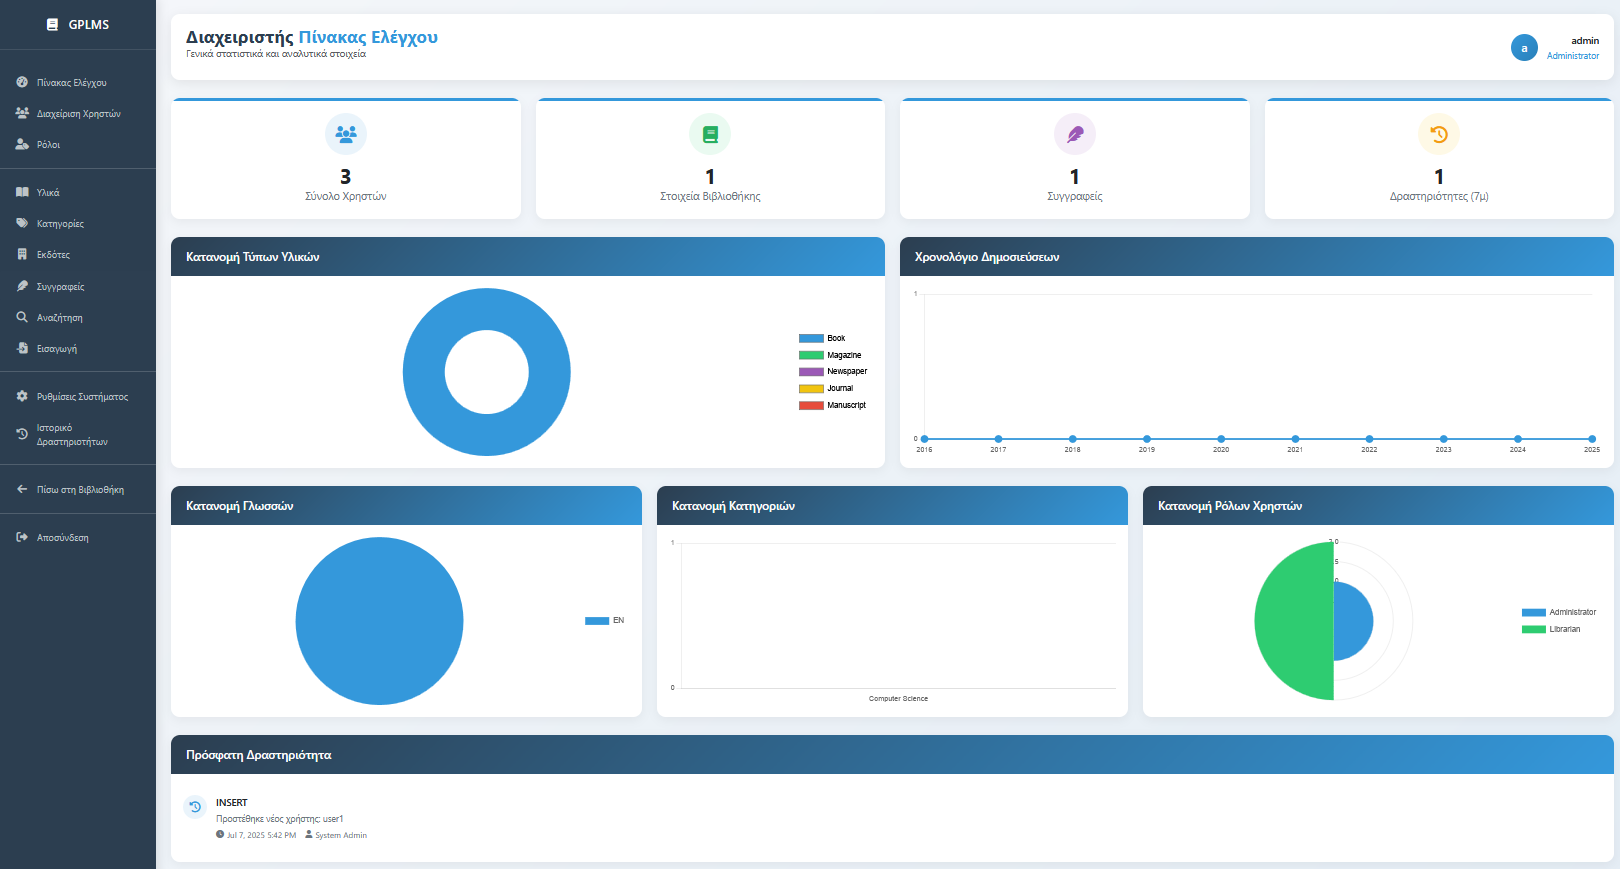 GPLMS
Πίνακας Ελέγχου
Διαχείριση Χρηστών
Ρόλοι
Υλικά
Κατηγορίες
Εκδότες
Συγγραφείς
Αναζήτηση
Εισαγωγή
Ρυθμίσεις Συστήματος
Ιστορικό
Δραστηριοτήτων
Πίσω στη Βιβλιοθήκη
Αποσύνδεση
Διαχειριστής Πίνακας Ελέγχου
Γενικά στατιστικά και αναλυτικά στοιχεία
a
admin
Administrator
3
Σύνολο Χρηστών
1
Στοιχεία Βιβλιοθήκης
1
Συγγραφείς
1
Δραστηριότητες (7μ)
Κατανομή Τύπων Υλικών
Book
Magazine
Newspaper
Journal
Manuscript
Χρονολόγιο Δημοσιεύσεων
1
0
2016 2017 2018 2019 2020 2021 2022 2023 2024 2025
Κατανομή Γλωσσών
EN
Κατανομή Κατηγοριών
1
0
Computer Science
Κατανομή Ρόλων Χρηστών
Administrator
Librarian
Πρόσφατη Δραστηριότητα
INSERT
Προστέθηκε νέος χρήστης: user1
Jul 7, 2025 5:42 PM System Admin